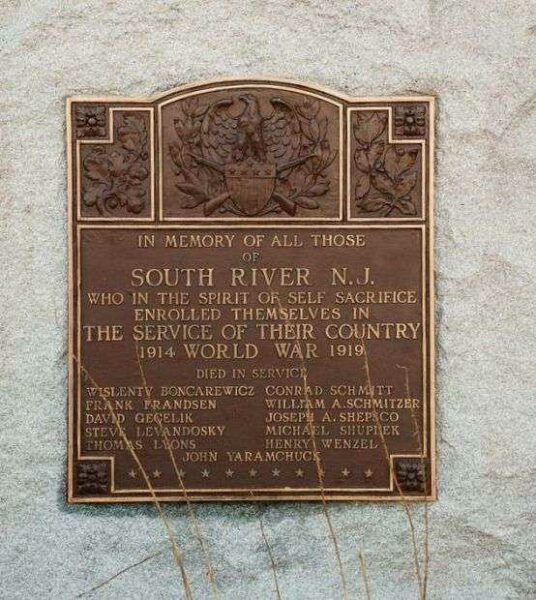 IN MEMORY OF ALL THOSE
OF
SOUTH RIVER N.J.
WHO IN THE SPIRIT OF SELF SACRIFICE
ENROLLED THEMSELVES IN
THE SERVICE OF THEIR COUNTRY
1914 WORLD WAR 1919
DIED IN SERVICE
WISLENTY BONCAREWICZ CONRAD SCHMITT
FRANK FRANDSEN WILLIAM A. SCHMITZER
DAVID GECELIK JOSEPH A. SHEPSCO
STEVE LEVANDOSKY MICHAEL SHUPIEK
THOMAS LYONS HENRY WENZEL
JOHN YARAMCHUCK